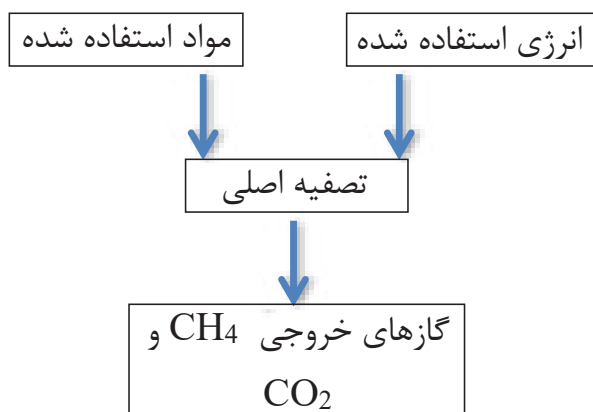 انرژی استفاده شده
مواد استفاده شده
تصفیه اصلی
گازهای خروجی CH4 و
CO2